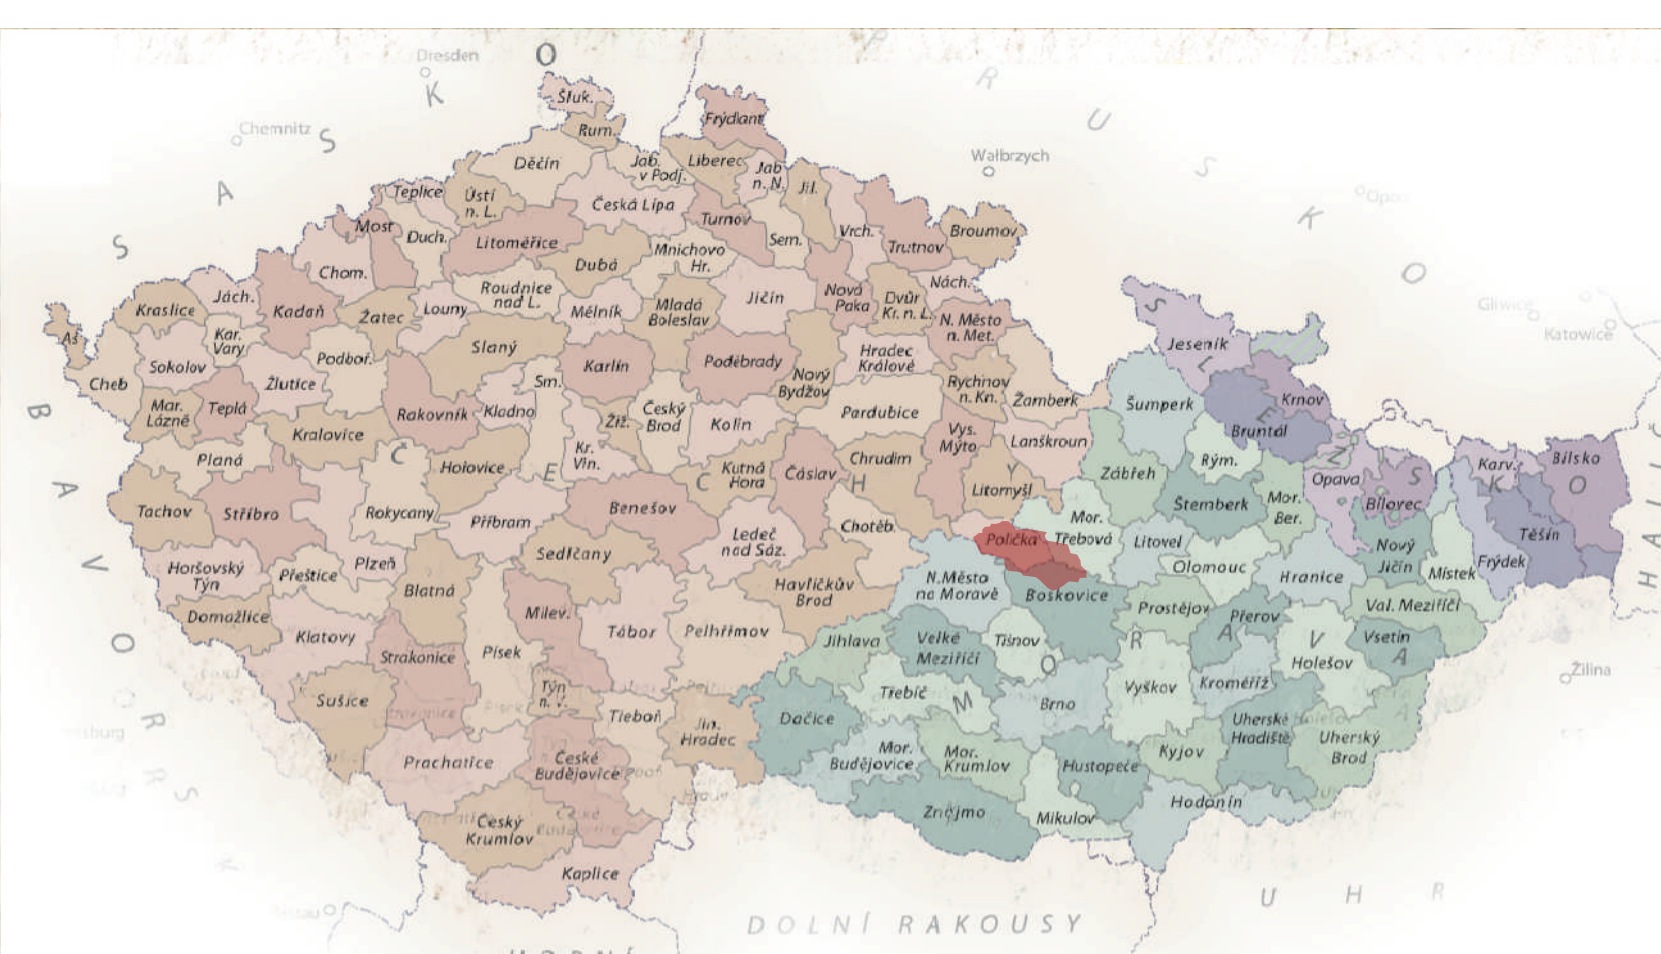 Dresden
O
K
Chemnitz
S
A
S
P
R
U
S
K
O
Wałbrzych
Gliwice
Katowice
Šluk.
Rum.
Frýdlant
Děčín
Jab.
v Podj.
Liberec
Jab
n. N.
Jil.
Teplice
Ústí
n. L.
Česká Lípa
Turnov
Most
Duch.
Litoměřice
Mnichovo
Hr.
Sem.
Vrch.
Trutnov
Broumov
Chom.
Dubá
Jách.
Roudnice
nad L.
Nách.
Kraslice
Kadaň
Žatec
Louny
Mělník
Mladá
Boleslav
Jičín
Nová
Paka
Dvůr
Kr. n. L.
N. Město
n. Met.
Aš
Kar.
Vary
Sokolov
Podboř.
Slaný
Karlín
Poděbrady
Hradec
Králové
Jeseník
Cheb
Žlutice
Sm.
Nový
Bydžov
Rychnov
n. Kn.
Žamberk
Šumperk
Krnov
Mar.
Lázně
Teplá
Rakovník
Kladno
Žiž.
Český
Brod
Kolín
Pardubice
Bruntál
Kralovice
Kr.
Vin.
Vys.
Mýto
Lanškroun
Planá
Hořovice
Kutná
Hora
Čáslav
Chrudim
Zábřeh
Rým.
Opava
Karv.
Bílsko
Tachov
Stříbro
Rokycany
Příbram
Benešov
Litomyšl
Mor.
Třebová
Šternberk
Mor.
Ber.
Bílovec
Ledeč
nad Sáz.
Chotěb.
Polička
Litovel
Nový
Jičín
Těšín
Horšovský
Týn
Přeštice
Plzeň
Sedlčany
Olomouc
Hranice
Místek
Frýdek
Blatná
Havlíčkův
Brod
N.Město
na Moravě
Boskovice
Domažlice
Milev.
Prostějov
Přerov
Val. Meziříčí
Klatovy
Tábor
Pelhřimov
Jihlava
Velké
Meziříčí
Tišnov
Vsetín
Strakonice
Písek
Holešov
Sušice
Týn
n. V.
Třebíč
Brno
Vyškov
Kroměříž
Třeboň
Jin.
Hradec
Dačice
Uherské
Hradiště
Uherský
Brod
Prachatice
České
Budějovice
Mor.
Budějovice
Mor.
Krumlov
Hustopeče
Kyjov
Český
Krumlov
Znojmo
Mikulov
Hodonín
Kaplice
Č E C H Y
M O R A V A
S L E Z S K O
B A V O R S
H A L I
Žilina
U H R
DOLNÍ RAKOUSY